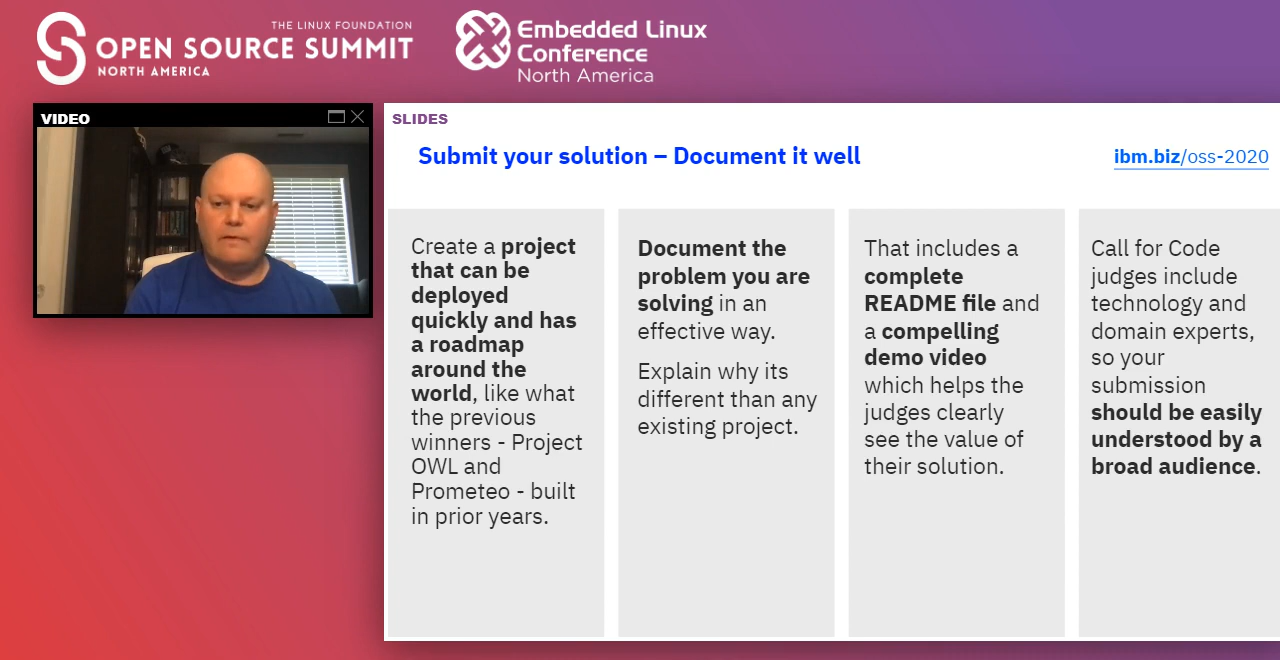 THE LINUX FOUNDATION
OPEN SOURCE SUMMIT
NORTH AMERICA
Embedded Linux
Conference
North America
VIDEO
SLIDES
Submit your solution – Document it well
ibm.biz/oss-2020
Create a project
that can be
deployed
quickly and has
a roadmap
around the
world, like what
the previous
winners - Project
OWL and
Prometeo - built
in prior years.
Document the
problem you are
solving in an
effective way.
Explain why its
different than any
existing project.
That includes a
complete
README file and
a compelling
demo video
which helps the
judges clearly
see the value of
their solution.
Call for Code
judges include
technology and
domain experts,
so your
submission
should be easily
understood by a
broad audience.